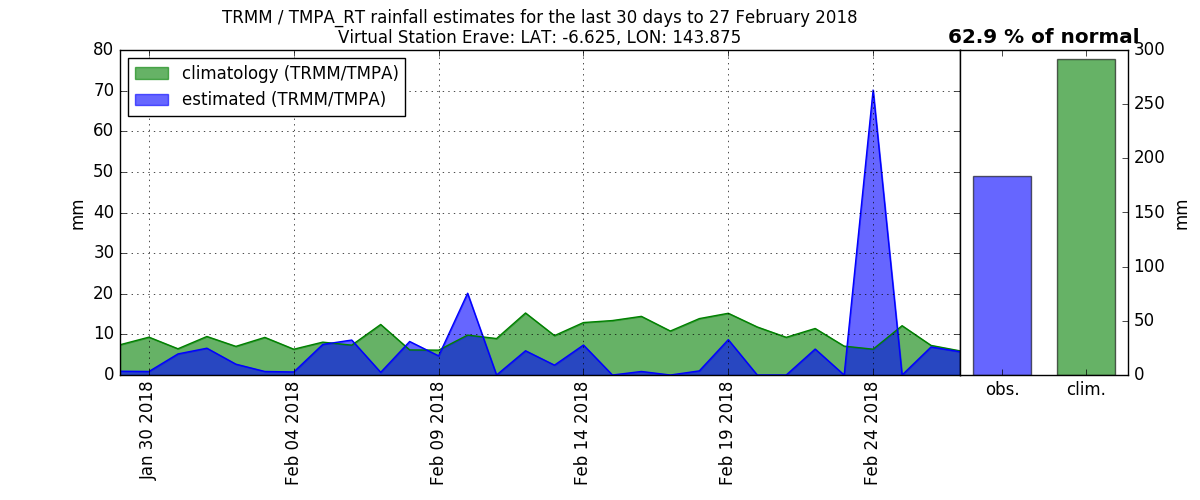 TRMM / TMPA_RT rainfall estimates for the last 30 days to 27 February 2018
Virtual Station Erave: LAT: -6.625, LON: 143.875
62.9 % of normal
climatology (TRMM/TMPA)
estimated (TRMM/TMPA)
80
70
60
50
40
30
20
10
0
mm
Jan 30 2018
Feb 04 2018
Feb 09 2018
Feb 14 2018
Feb 19 2018
Feb 24 2018
300
250
200
150
100
50
0
mm
obs.
clim.